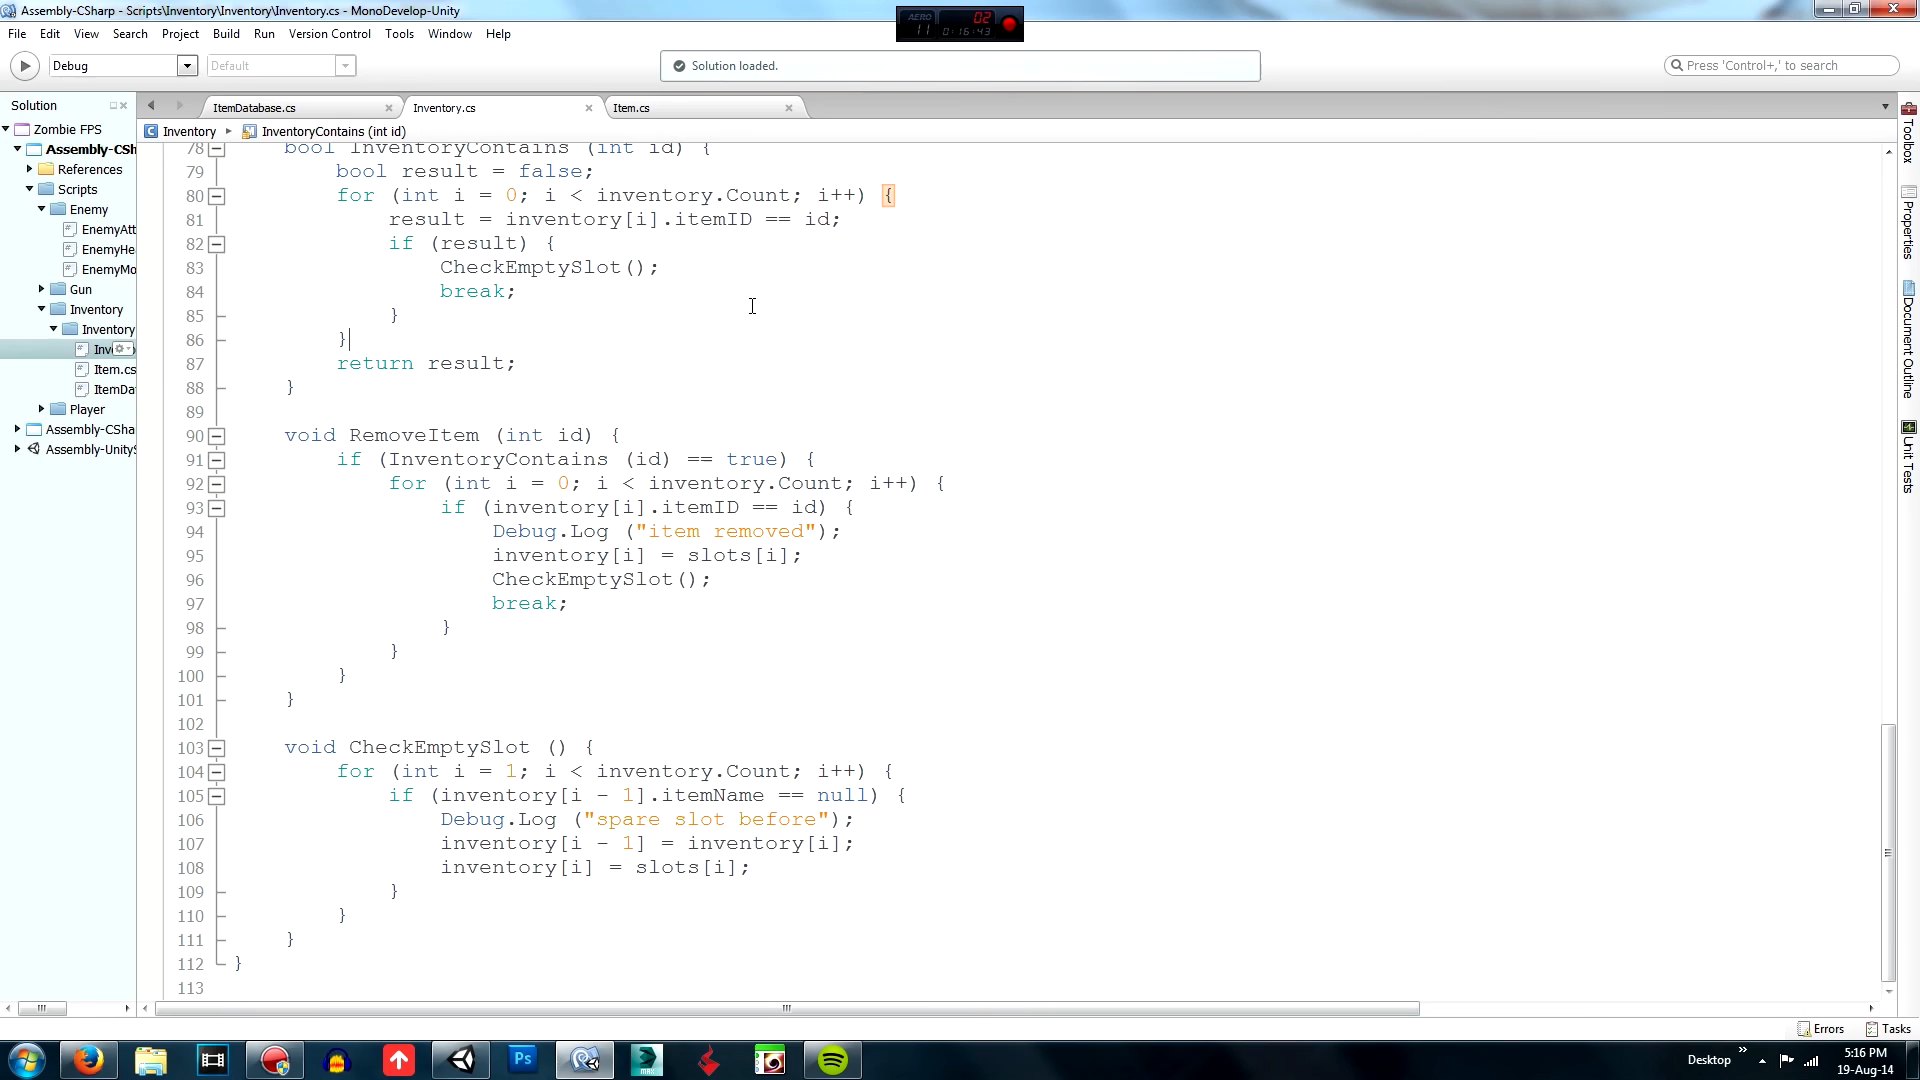 Assembly-CSharp - Scripts\Inventory\Inventory\Inventory.cs - MonoDevelop-Unity
AERO 02
11 0:16:43
File Edit View Search Project Build Run Version Control Tools Window Help
Debug Default Solution loaded. Press 'Control+,' to search
Solution ItemDatabase.cs Inventory.cs Item.cs
Inventory InventoryContains (int id)
Zombie FPS
Assembly-CSh
References
Scripts
Enemy
EnemyAtt
EnemyHe
EnemyMo
Gun
Inventory
Inventory
Inv
Item.cs
ItemDa
Player
Assembly-CSha
Assembly-UnityS
78 bool InventoryContains (int id) {
79 bool result = false;
80 for (int i = 0; i < inventory.Count; i++) {
81 result = inventory[i].itemID == id;
82 if (result) {
83 CheckEmptySlot();
84 break;
85 }
86 }
87 return result;
88 }
89
90 void RemoveItem (int id) {
91 if (InventoryContains (id) == true) {
92 for (int i = 0; i < inventory.Count; i++) {
93 if (inventory[i].itemID == id) {
94 Debug.Log ("item removed");
95 inventory[i] = slots[i];
96 CheckEmptySlot();
97 break;
98 }
99 }
100 }
101 }
102
103 void CheckEmptySlot () {
104 for (int i = 1; i < inventory.Count; i++) {
105 if (inventory[i - 1].itemName == null) {
106 Debug.Log ("spare slot before");
107 inventory[i - 1] = inventory[i];
108 inventory[i] = slots[i];
109 }
110 }
111 }
112 }
113
Toolbox
Properties
Document Outline
Unit Tests
Errors Tasks
Ps
MAX
Desktop
5:16 PM
19-Aug-14